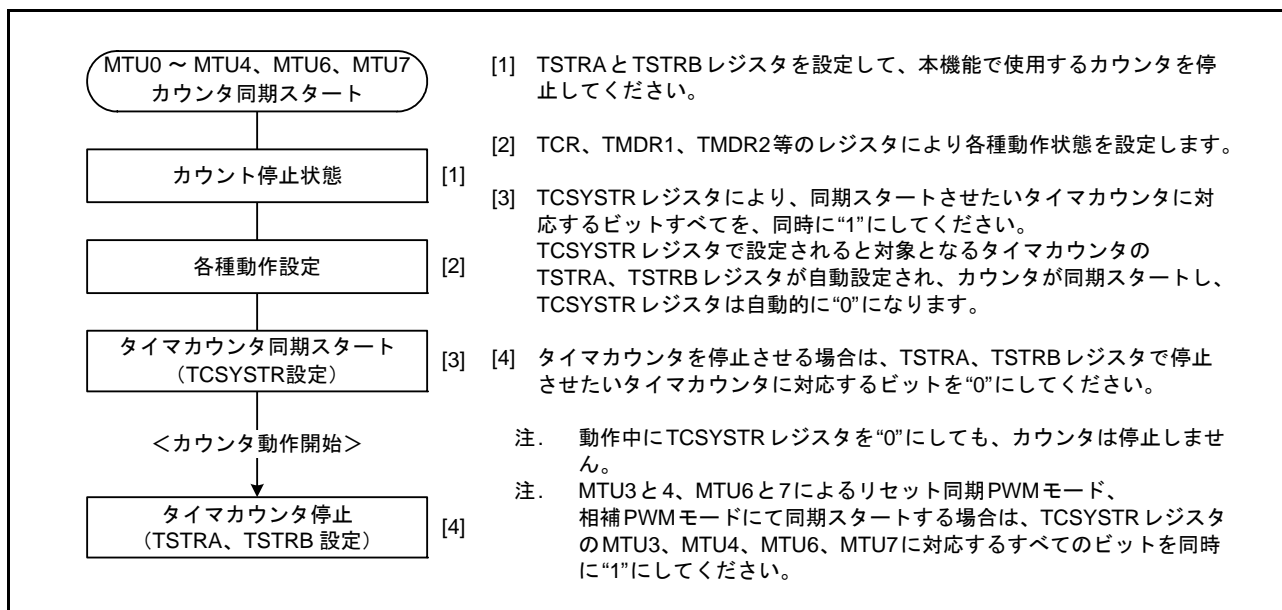 MTU0 ～ MTU4、MTU6、MTU7
カウンタ同期スタート
カウント停止状態
[1]
各種動作設定
[2]
タイマカウンタ同期スタート
（TCSYSTR設定）
[3]
＜カウンタ動作開始＞
タイマカウンタ停止
（TSTRA、TSTRB 設定）
[4]
[1] TSTRAとTSTRBレジスタを設定して、本機能で使用するカウンタを停
止してください。
[2] TCR、TMDR1、TMDR2等のレジスタにより各種動作状態を設定します。
[3] TCSYSTRレジスタにより、同期スタートさせたいタイマカウンタに対
応するビットすべてを、同時に“1”にしてください。
TCSYSTRレジスタで設定されると対象となるタイマカウンタの
TSTRA、TSTRBレジスタが自動設定され、カウンタが同期スタートし、
TCSYSTRレジスタは自動的に“0”になります。
[4] タイマカウンタを停止させる場合は、TSTRA、TSTRBレジスタで停止
させたいタイマカウンタに対応するビットを“0”にしてください。
注. 動作中にTCSYSTRレジスタを“0”にしても、カウンタは停止しませ
ん。
注. MTU3と4、MTU6と7によるリセット同期PWMモード、
相補PWMモードにて同期スタートする場合は、TCSYSTRレジスタ
のMTU3、MTU4、MTU6、MTU7に対応するすべてのビットを同時
に“1”にしてください。